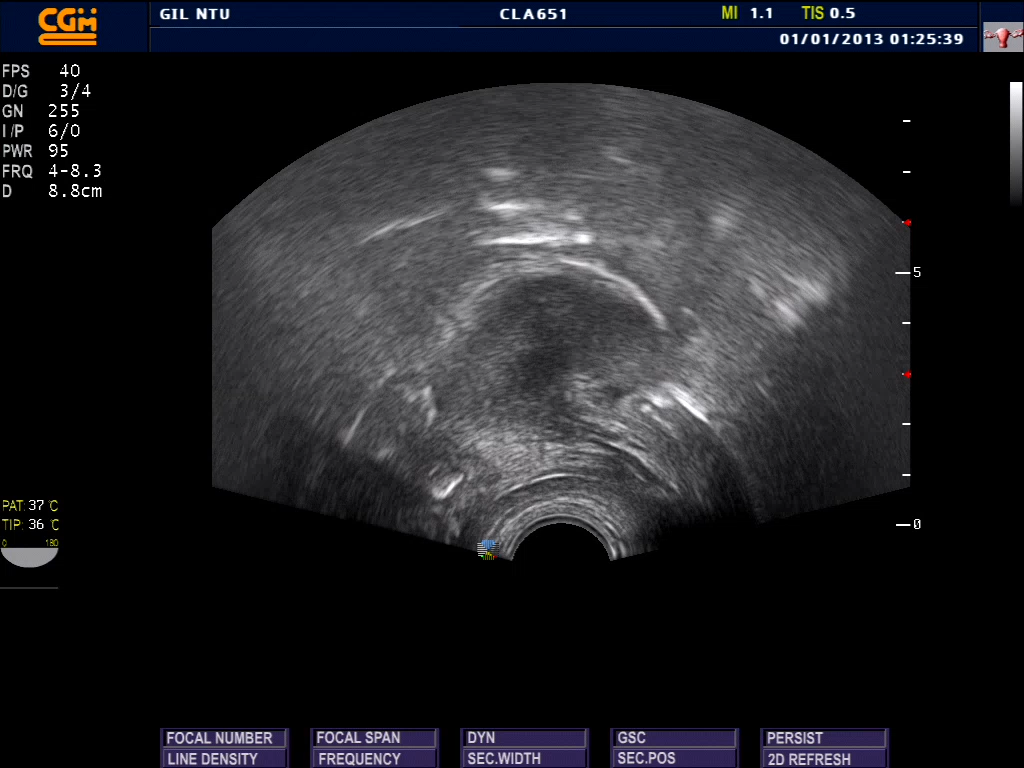 CGM
GIL NTU CLA651 MI 1.1 TIS 0.5
01/01/2013 01:25:39
FPS 40
D/G 3/4
GN 255
I/P 6/0
PWR 95
FRQ 4-8.3
D 8.8cm
5
PAT: 37 °C
TIP: 36 °C
0 180
0
FOCAL NUMBER FOCAL SPAN DYN GSC PERSIST
LINE DENSITY FREQUENCY SEC.WIDTH SEC.POS 2D REFRESH